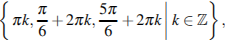 { πk, π/6 + 2πk, 5π/6 + 2πk | k ∈ ℤ },